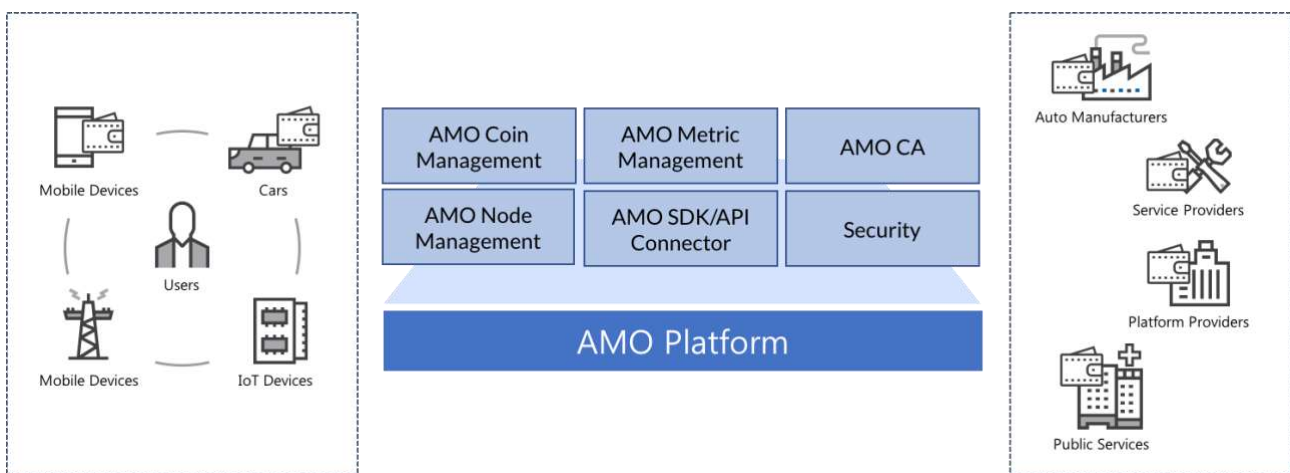 Mobile Devices
Cars
Users
Mobile Devices
IoT Devices
AMO Coin
Management
AMO Metric
Management
AMO CA
AMO Node
Management
AMO SDK/API
Connector
Security
AMO Platform
Auto Manufacturers
Service Providers
Platform Providers
Public Services